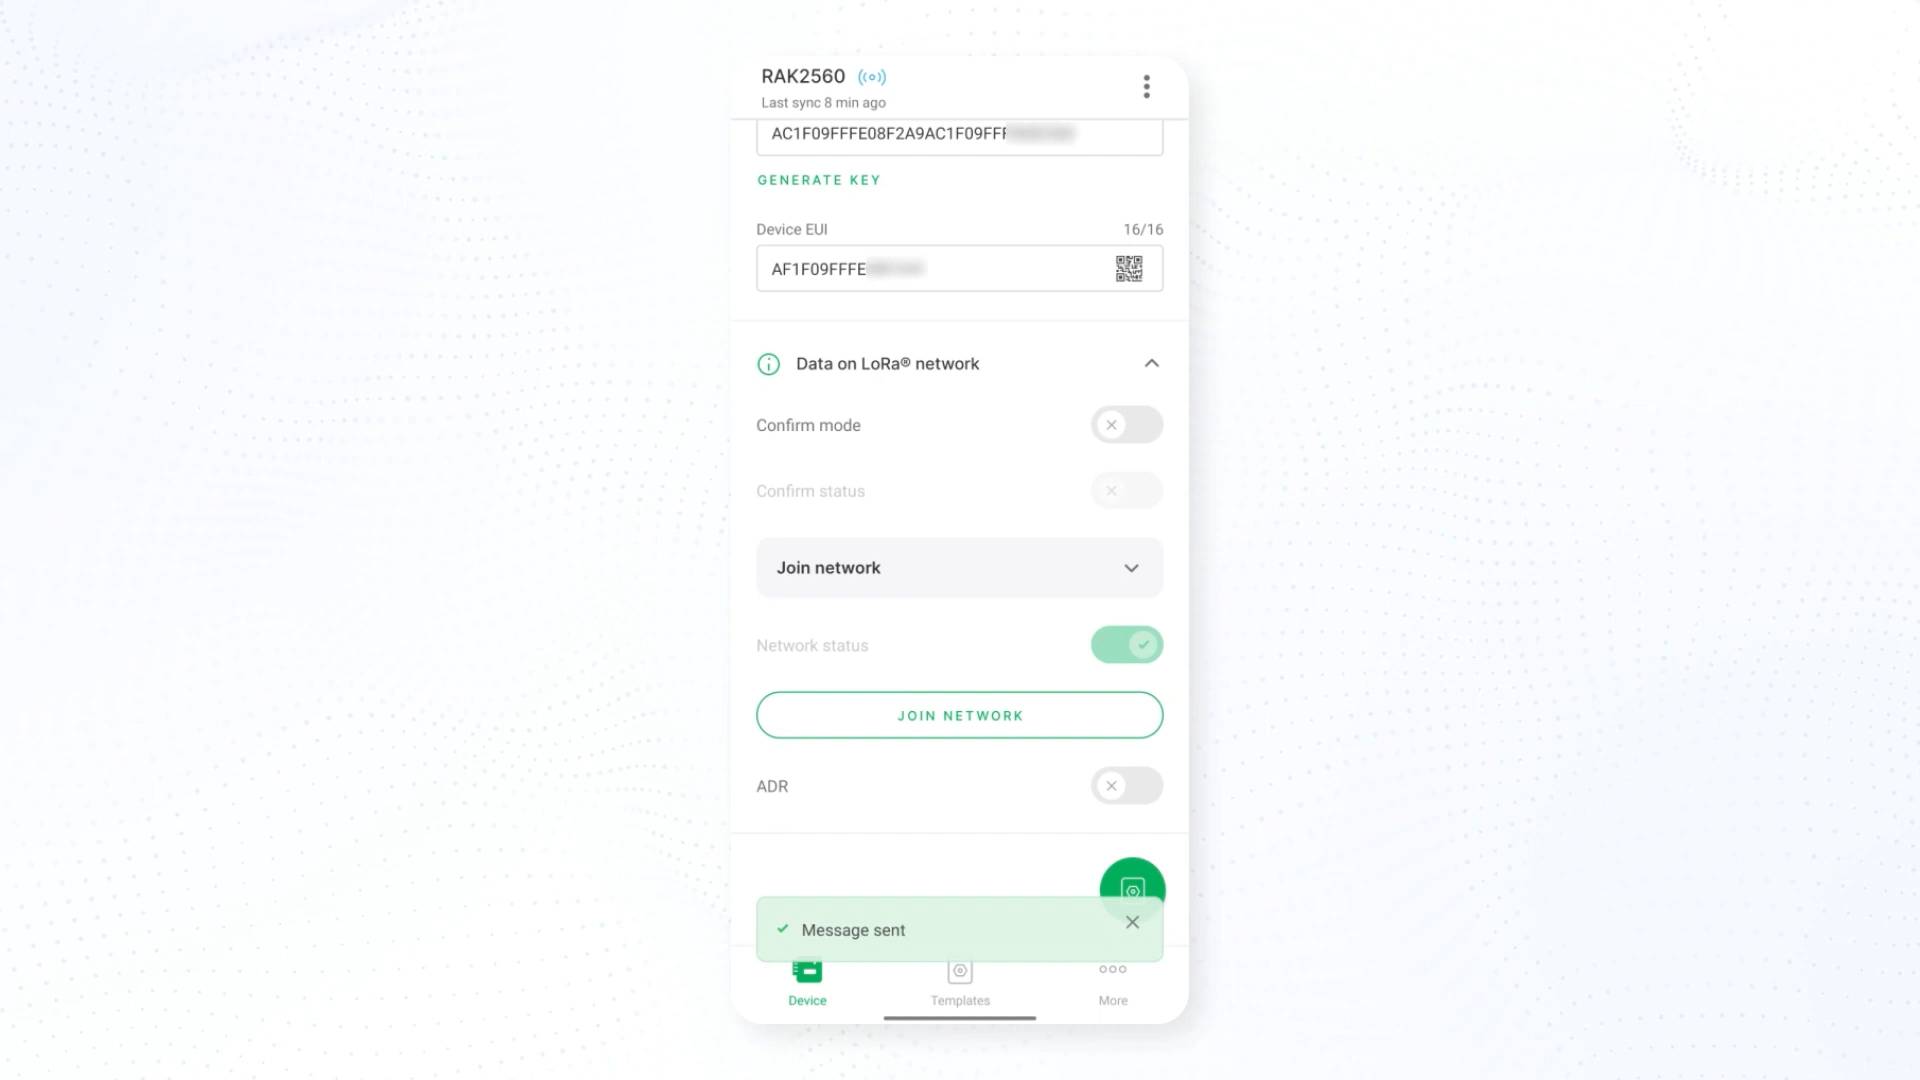 RAK2560
Last sync 8 min ago
AC1F09FFFE08F2A9AC1F09FFF
GENERATE KEY
Device EUI 16/16
AF1F09FFFE
Data on LoRa® network
Confirm mode
Confirm status
Join network
Network status
JOIN NETWORK
ADR
Message sent
Device Templates More